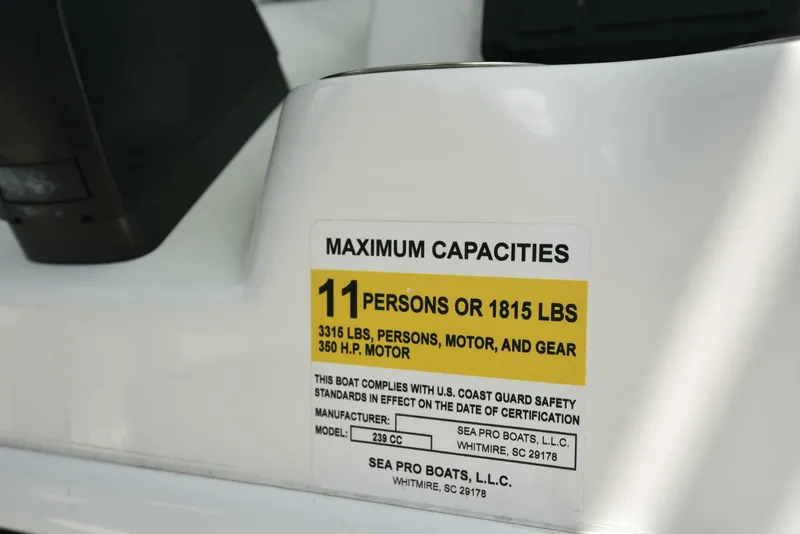 MAXIMUM CAPACITIES
11 PERSONS OR 1815 LBS
3315 LBS, PERSONS, MOTOR, AND GEAR
350 H.P. MOTOR
THIS BOAT COMPLIES WITH U.S. COAST GUARD SAFETY
STANDARDS IN EFFECT ON THE DATE OF CERTIFICATION
MANUFACTURER: SEA PRO BOATS, L.L.C.
MODEL: 239 CC WHITMIRE, SC 29178
SEA PRO BOATS, L.L.C.
WHITMIRE, SC 29178